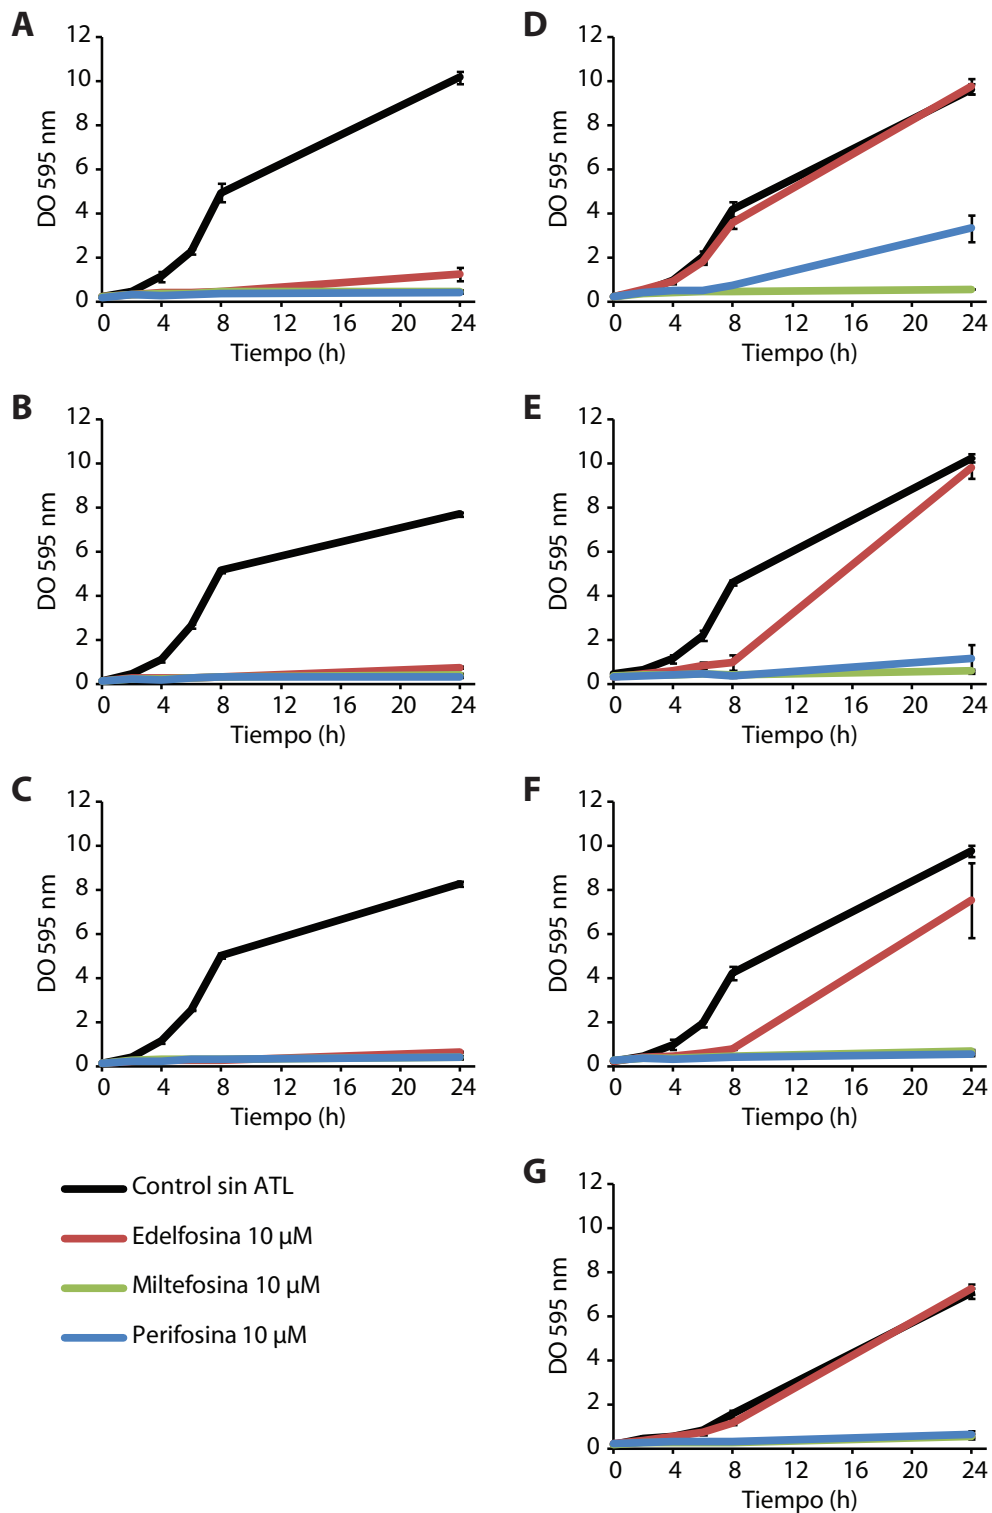 A
12
10
8
6
4
2
0
DO 595 nm
0 4 8 12 16 20 24
Tiempo (h)
B
12
10
8
6
4
2
0
DO 595 nm
0 4 8 12 16 20 24
Tiempo (h)
C
12
10
8
6
4
2
0
DO 595 nm
0 4 8 12 16 20 24
Tiempo (h)
Control sin ATL
Edelfosina 10 µM
Miltefosina 10 µM
Perifosina 10 µM
D
12
10
8
6
4
2
0
DO 595 nm
0 4 8 12 16 20 24
Tiempo (h)
E
12
10
8
6
4
2
0
DO 595 nm
0 4 8 12 16 20 24
Tiempo (h)
F
12
10
8
6
4
2
0
DO 595 nm
0 4 8 12 16 20 24
Tiempo (h)
G
12
10
8
6
4
2
0
DO 595 nm
0 4 8 12 16 20 24
Tiempo (h)